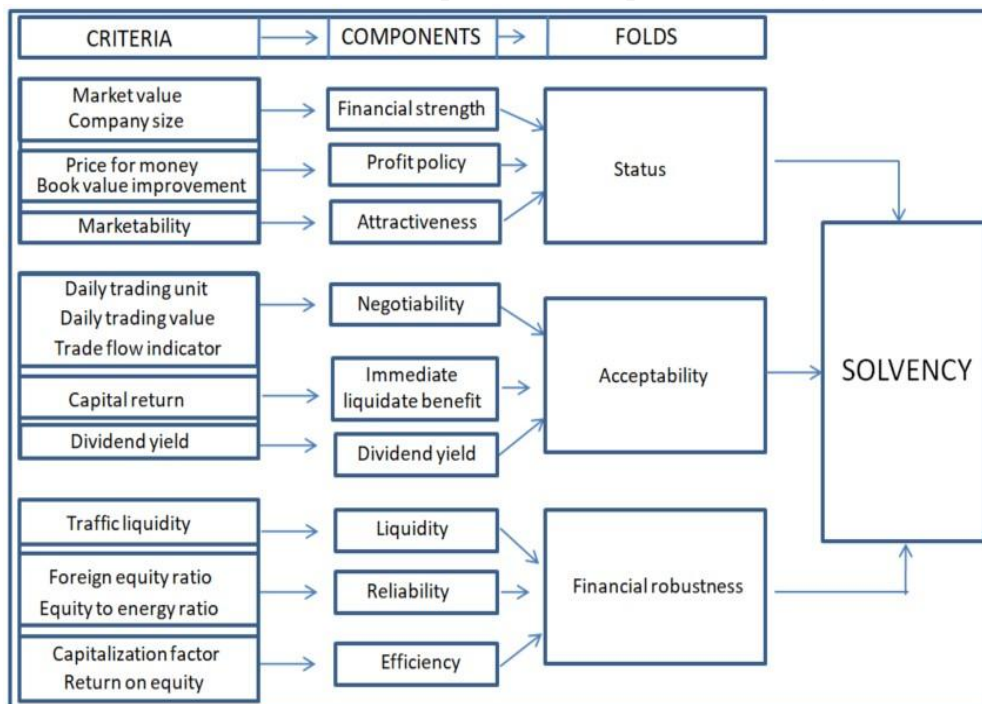 CRITERIA
COMPONENTS
FOLDS
Market value
Company size
Financial strength
Price for money
Book value improvement
Profit policy
Marketability
Attractiveness
Status
Daily trading unit
Daily trading value
Trade flow indicator
Negotiability
Capital return
Immediate
liquidate benefit
Dividend yield
Dividend yield
Acceptability
Traffic liquidity
Liquidity
Foreign equity ratio
Equity to energy ratio
Reliability
Capitalization factor
Return on equity
Efficiency
Financial robustness
SOLVENCY